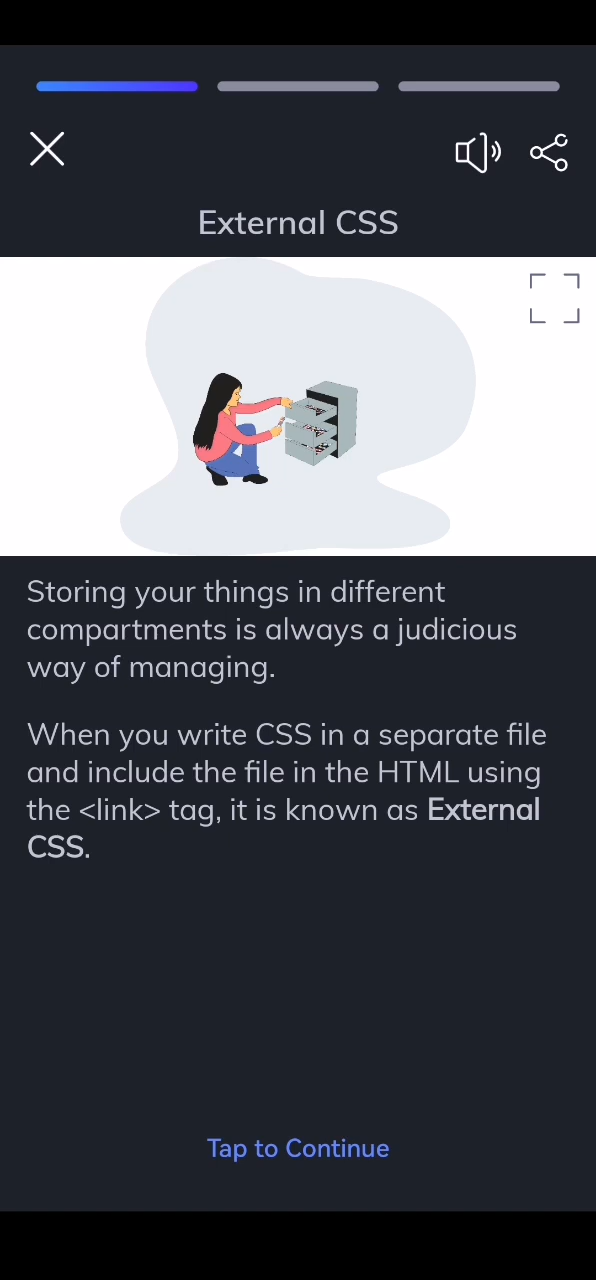 External CSS
Storing your things in different
compartments is always a judicious
way of managing.
When you write CSS in a separate file
and include the file in the HTML using
the <link> tag, it is known as External
CSS.
Tap to Continue